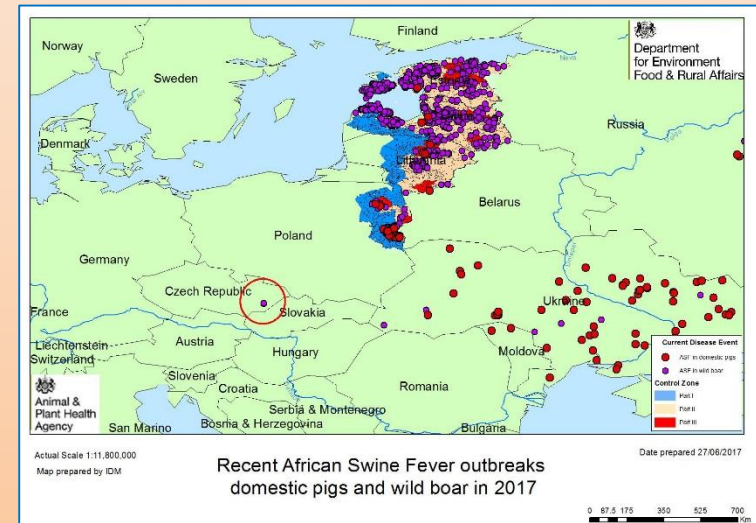 Finland
Norway
Department
for Environment
Food & Rural Affairs
Sweden
Neva
Estonia
Russia
Denmark
Lithuania
Belarus
Poland
Germany
Czech Republic
Ukraine
France
Slovakia
Liechtenstein
Austria
Switzerland
Hungary
Moldova
Slovenia
Romania
Croatia
Serbia & Montenegro
San Marino
Bosnia & Herzegovina
Bulgaria
Current Disease Event
ASF in domestic pigs
ASF in wild boar
Control Zone
Part I
Part II
Part III
Animal &
Plant Health
Agency
Actual Scale 1:11,800,000
Map prepared by IDM
Date prepared 27/06/2017
Recent African Swine Fever outbreaks
domestic pigs and wild boar in 2017
0 87.5 175 350 525 700
Km